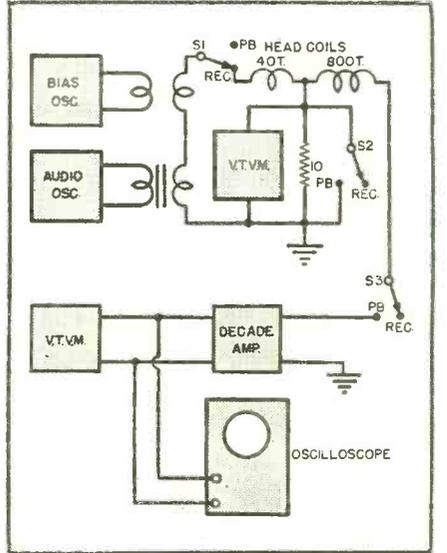 S1
PB
HEAD COILS
REC.
40T.
800T.
BIAS
OSC.
V.T.V.M.
10
S2
PB
REC.
AUDIO
OSC.
S3
PB
REC.
V.T.V.M.
DECADE
AMP.
OSCILLOSCOPE